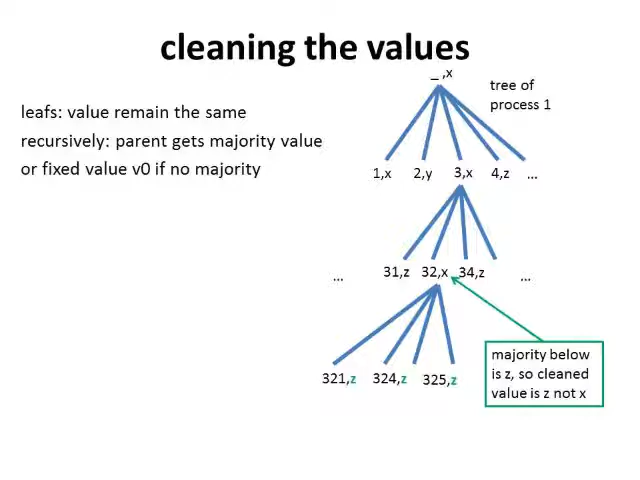 cleaning the values
_ ,x
tree of
process 1
leafs: value remain the same
recursively: parent gets majority value
or fixed value v0 if no majority
1,x 2,y 3,x 4,z ...
... 31,z 32,x 34,z ...
majority below
is z, so cleaned
value is z not x
321,z 324,z 325,z